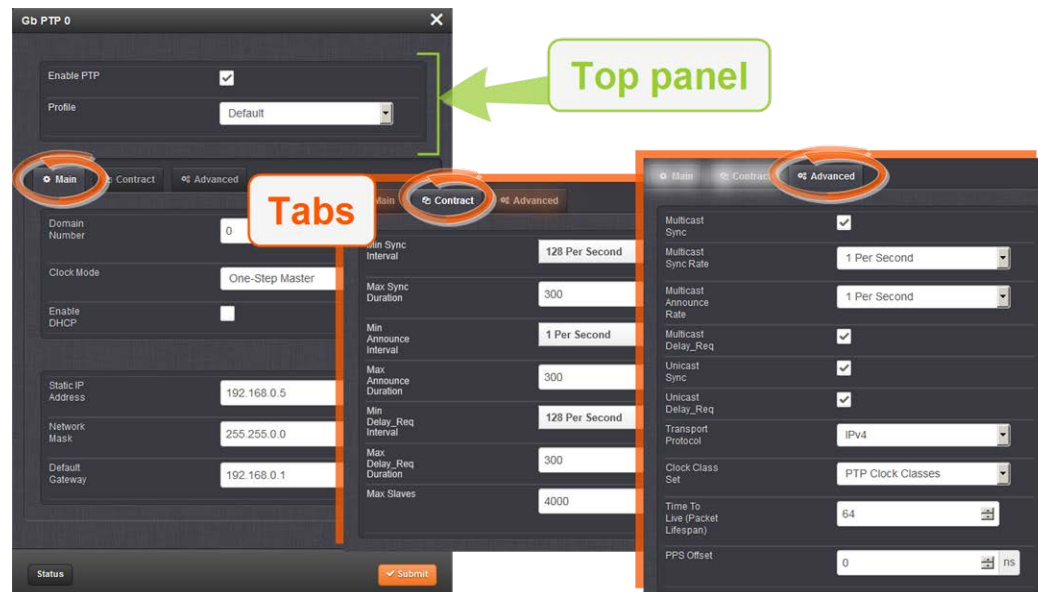 Gb PTP 0
Enable PTP
Profile
Default
Top panel
Main
Contract
Advanced
Tabs
Domain
Number
0
Clock Mode
One-Step Master
Enable
DHCP
Static IP
Address
192.168.0.5
Network
Mask
255.255.0.0
Default
Gateway
192.168.0.1
Status
Submit
Main
Contract
Advanced
Min Sync
Interval
128 Per Second
Max Sync
Duration
300
Min
Announce
Interval
1 Per Second
Max
Announce
Duration
300
Min
Delay_Req
Interval
128 Per Second
Max
Delay_Req
Duration
300
Max Slaves
4000
Main
Contract
Advanced
Multicast
Sync
Multicast
Sync Rate
1 Per Second
Multicast
Announce
Rate
1 Per Second
Multicast
Delay_Req
Unicast
Sync
Unicast
Delay_Req
Transport
Protocol
IPv4
Clock Class
Set
PTP Clock Classes
Time To
Live (Packet
Lifespan)
64
PPS Offset
0
ns